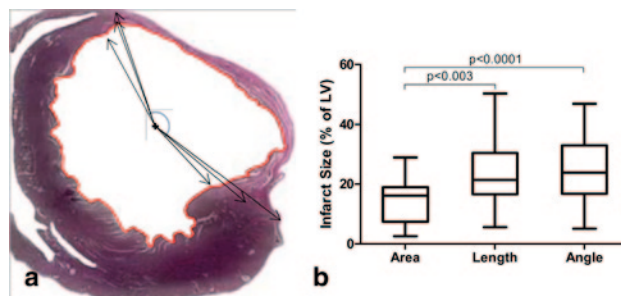 a
p<0.0001
p<0.003
Infarct Size (% of LV)
60
40
20
0
Area Length Angle
b